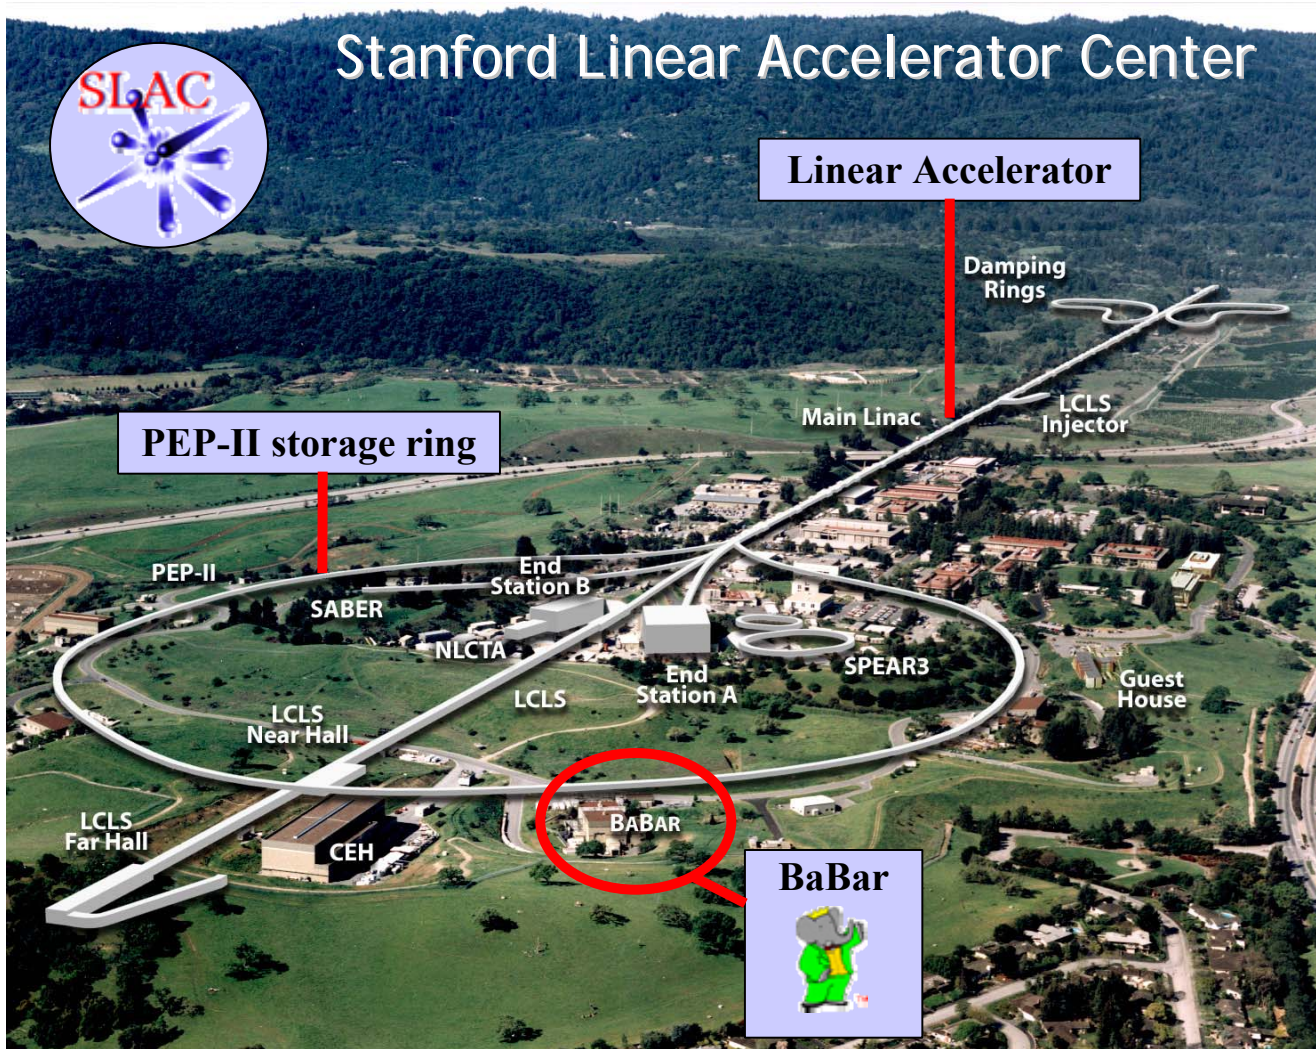 Stanford Linear Accelerator Center
SLAC
Linear Accelerator
Damping
Rings
Main Linac
LCLS
Injector
PEP-II storage ring
PEP-II
End
Station B
SABER
NLCTA
End
Station A
SPEAR3
Guest
House
LCLS
LCLS
Near Hall
LCLS
Far Hall
CEH
BABAR
BaBar